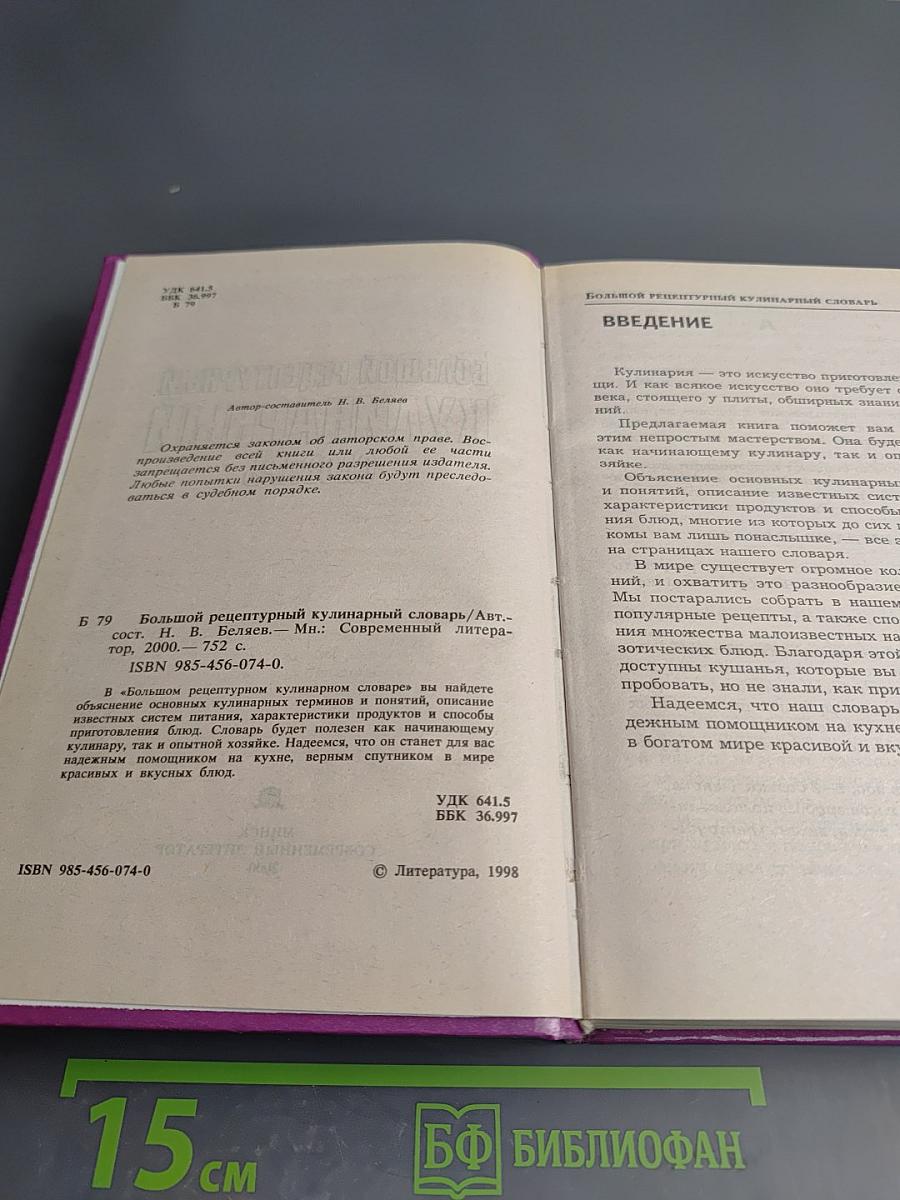 УДК 641.5
ББК 36.997
Б 79
Автор-составитель Н. В. Беляев
Охраняется законом об авторском праве. Вос-
произведение всей книги или любой ее части
запрещается без письменного разрешения издателя.
Любые попытки нарушения закона будут преследо-
ваться в судебном порядке.
Б 79 Большой рецептурный кулинарный словарь/Авт.-
сост. Н. В. Беляев.— Мн.: Современный литера-
тор, 2000.— 752 с.
ISBN 985-456-074-0.
В «Большом рецептурном кулинарном словаре» вы найдете
объяснение основных кулинарных терминов и понятий, описание
известных систем питания, характеристики продуктов и способы
приготовления блюд. Словарь будет полезен как начинающему
кулинару, так и опытной хозяйке. Надеемся, что он станет для вас
надежным помощником на кухне, верным спутником в мире
красивых и вкусных блюд.
УДК 641.5
ББК 36.997
ISBN 985-456-074-0
© Литература, 1998
Большой рецептурный кулинарный словарь
ВВЕДЕНИЕ
Кулинария — это искусство приготовле
щи. И как всякое искусство оно требует
века, стоящего у плиты, обширных знани
ний.
Предлагаемая книга поможет вам
этим непростым мастерством. Она буде
как начинающему кулинару, так и оп
зяйке.
Объяснение основных кулинарны
и понятий, описание известных сист
характеристики продуктов и способы
ния блюд, многие из которых до сих
комы вам лишь понаслышке, — все
на страницах нашего словаря.
В мире существует огромное кол
ний, и охватить это разнообразие
Мы постарались собрать в нашем
популярные рецепты, а также спо
ния множества малоизвестных на
зотических блюд. Благодаря этой
доступны кушанья, которые вы
пробовать, но не знали, как при
Надеемся, что наш словарь
дежным помощником на кухне
в богатом мире красивой и вку
15 см
БФ БИБЛИОФАН